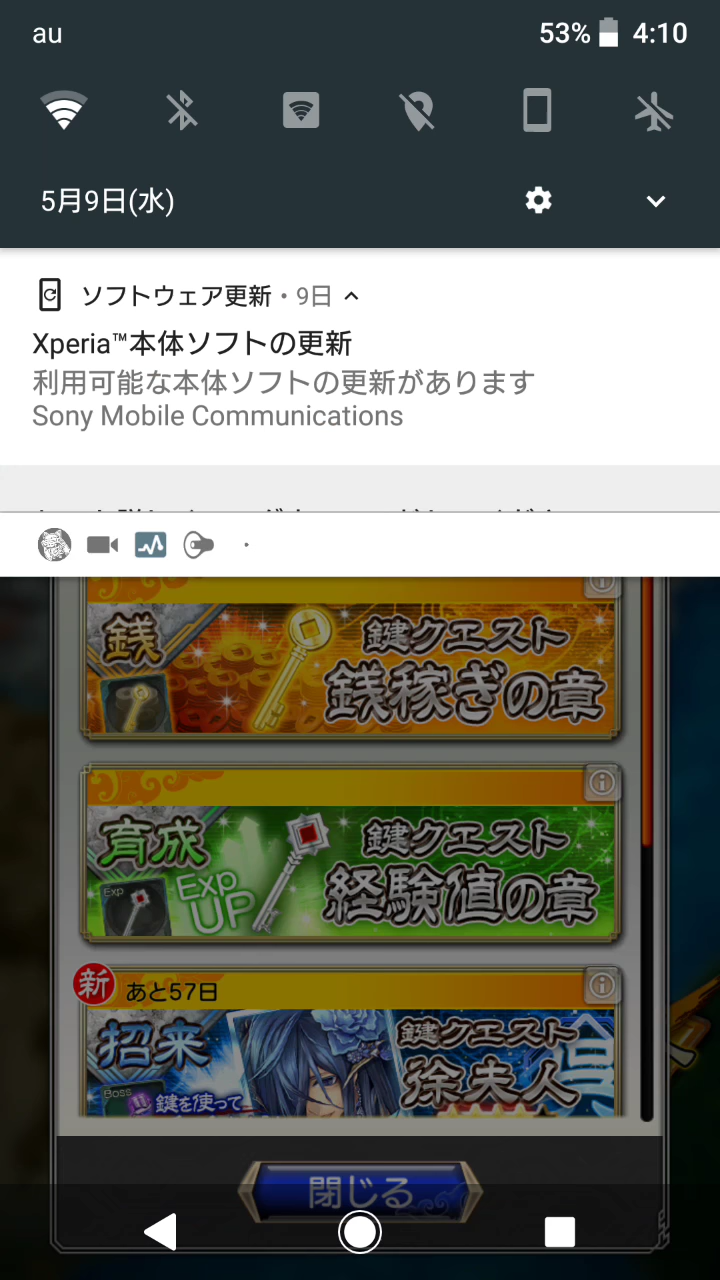 au
53%
4:10
5月9日(水)
ソフトウェア更新・9日
Xperia™本体ソフトの更新
利用可能な本体ソフトの更新があります
Sony Mobile Communications
銭
鍵クエスト
銭稼ぎの章
育成
Exp
Exp
UP
鍵クエスト
経験値の章
新
あと57日
招来
Boss
鍵を使って
鍵クエスト
徐夫人
呉
閉じる